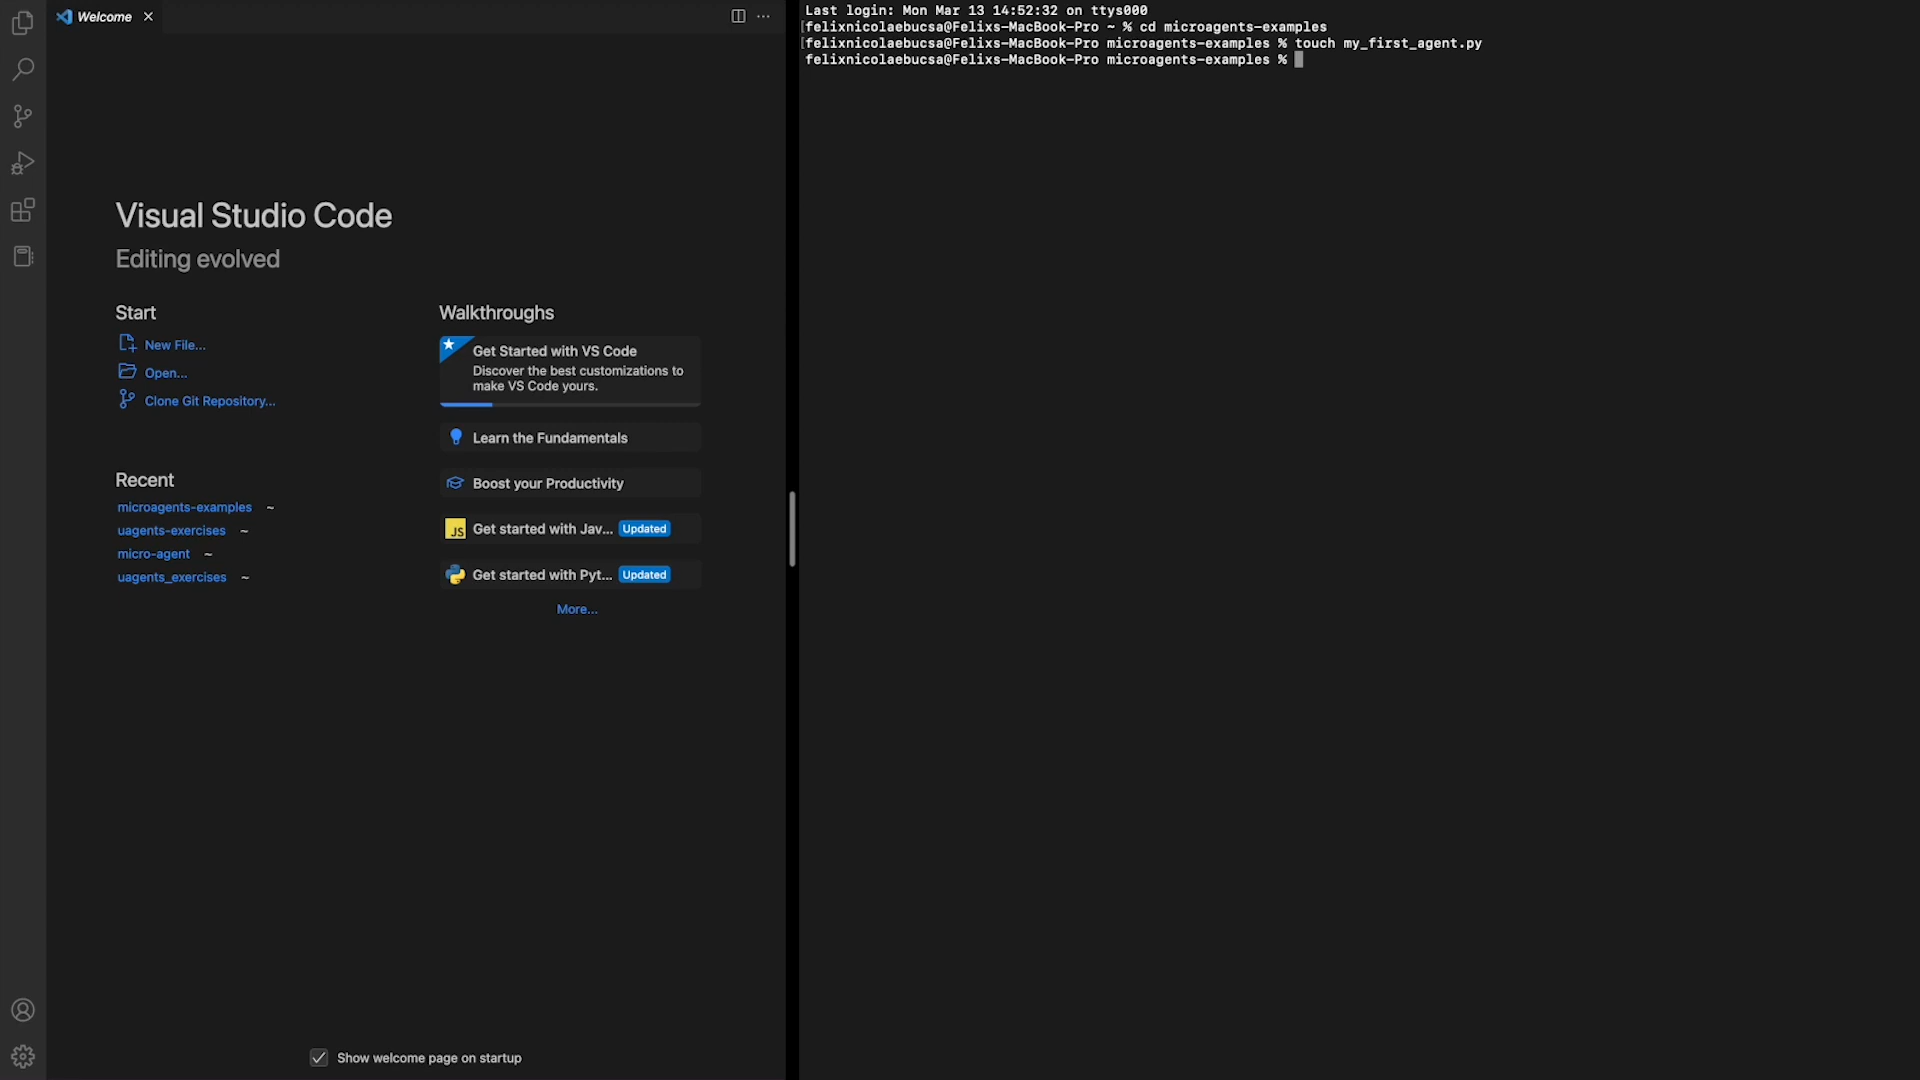 Welcome
Visual Studio Code
Editing evolved
Start
New File...
Open...
Clone Git Repository...
Recent
microagents-examples ~
uagents-exercises ~
micro-agent ~
uagents_exercises ~
Walkthroughs
Get Started with VS Code
Discover the best customizations to
make VS Code yours.
Learn the Fundamentals
Boost your Productivity
JS Get started with Jav... Updated
Get started with Pyt... Updated
More...
Show welcome page on startup
Last login: Mon Mar 13 14:52:32 on ttys000
[felixnicolaebucsa@Felixs-MacBook-Pro ~ % cd microagents-examples
[felixnicolaebucsa@Felixs-MacBook-Pro microagents-examples % touch my_first_agent.py
felixnicolaebucsa@Felixs-MacBook-Pro microagents-examples %